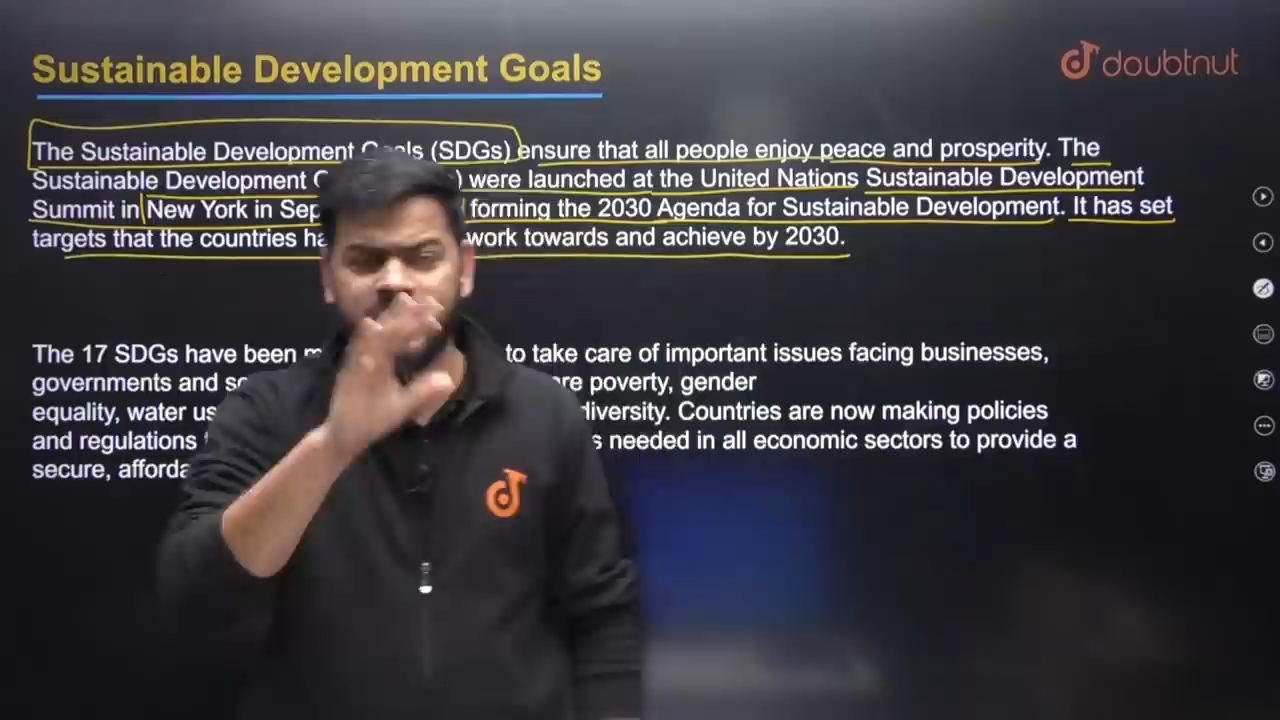 Sustainable Development Goals
doubtnut
The Sustainable Development Goals (SDGs) ensure that all people enjoy peace and prosperity. The
Sustainable Development ) were launched at the United Nations Sustainable Development
Summit in New York in forming the 2030 Agenda for Sustainable Development. It has set
targets that the countries work towards and achieve by 2030.
The 17 SDGs have been to take care of important issues facing businesses,
governments and poverty, gender
equality, water Countries are now making policies
and regulations needed in all economic sectors to provide a
secure,